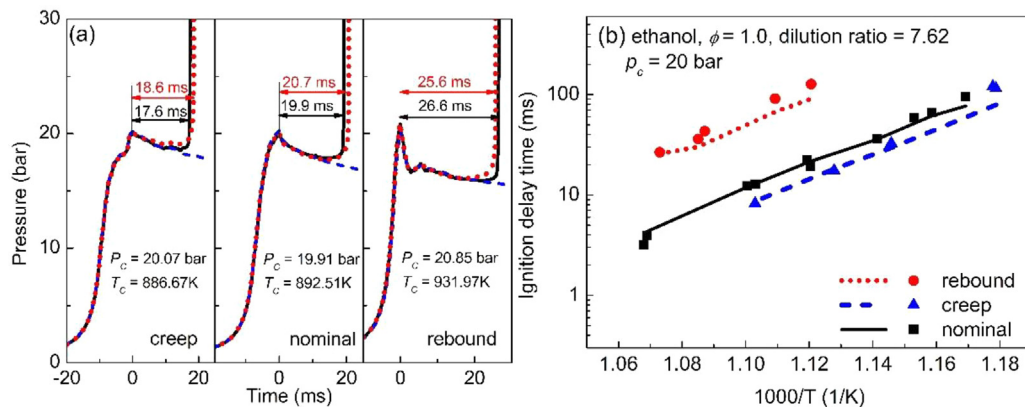 (a)
30
20
10
0
Pressure (bar)
18.6 ms
17.6 ms
P_C = 20.07 bar
T_C = 886.67K
creep
20.7 ms
19.9 ms
P_C = 19.91 bar
T_C = 892.51K
nominal
25.6 ms
26.6 ms
P_C = 20.85 bar
T_C = 931.97K
rebound
-20 0 20 0 20 0 20
Time (ms)
(b) ethanol, ϕ = 1.0, dilution ratio = 7.62
p_c = 20 bar
100
10
1
Ignition delay time (ms)
rebound
creep
nominal
1.06 1.08 1.10 1.12 1.14 1.16 1.18
1000/T (1/K)